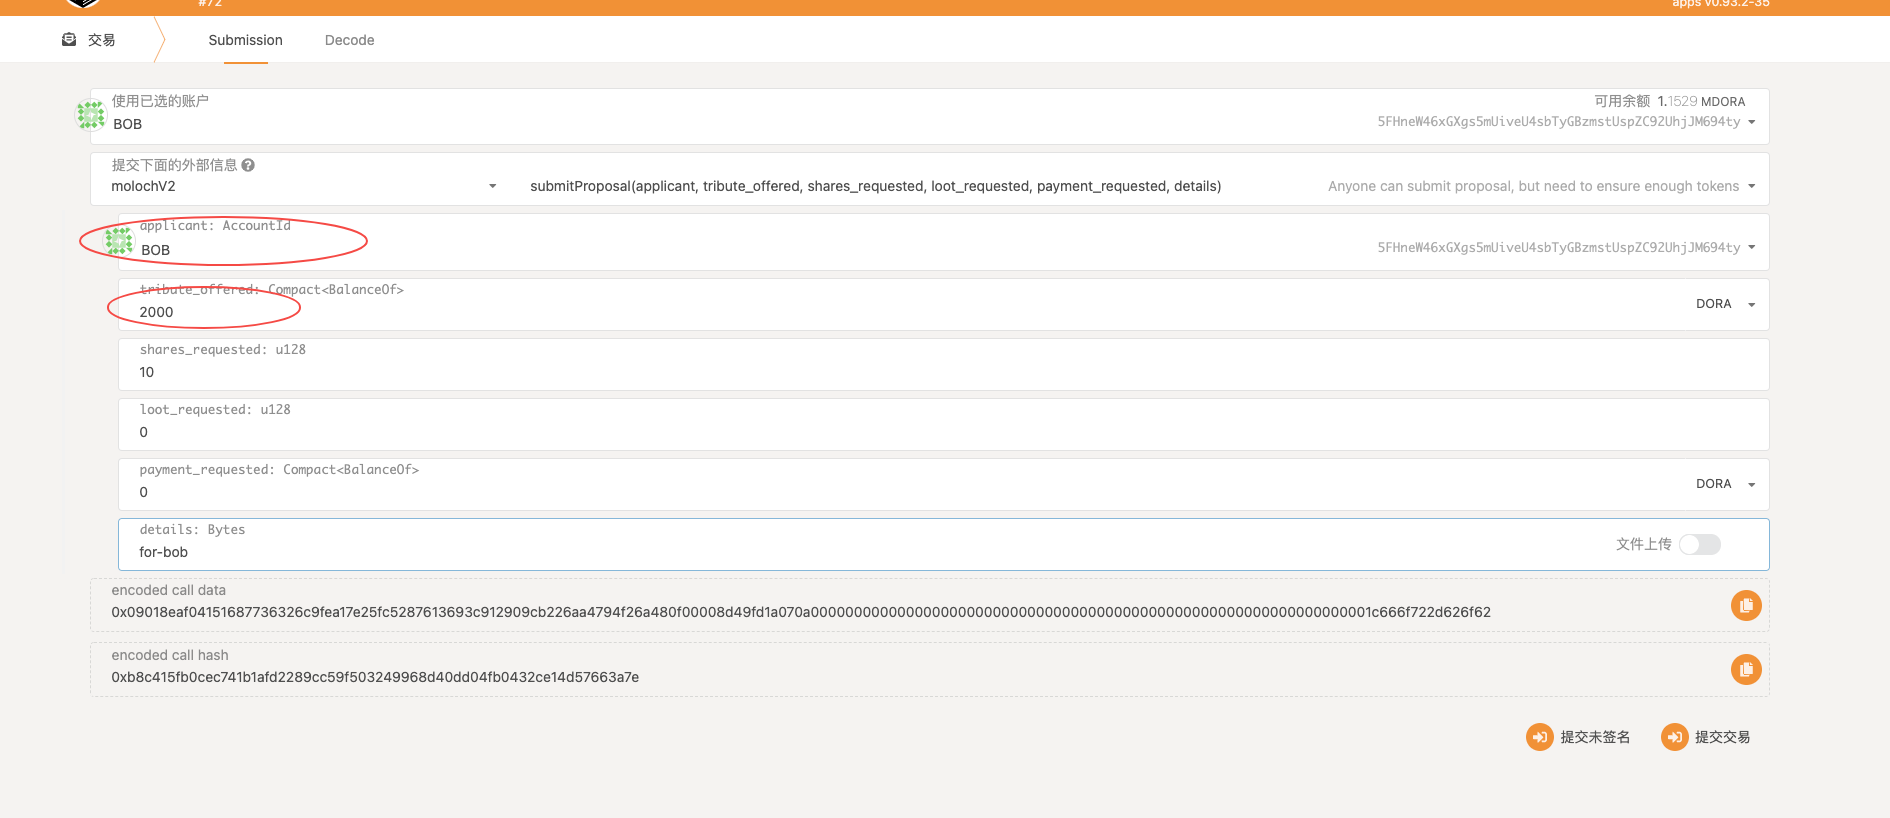 #72
apps v0.93.2-35
交易
Submission
Decode
使用已选的账户
可用余额 1.1529 MDORA
BOB
5FHneW46xGXgs5mUiveU4sbTyGBzmstUspZC92UhjJM694ty
提交下面的外部信息
molochV2
submitProposal(applicant, tribute_offered, shares_requested, loot_requested, payment_requested, details)
Anyone can submit proposal, but need to ensure enough tokens
applicant: AccountId
BOB
5FHneW46xGXgs5mUiveU4sbTyGBzmstUspZC92UhjJM694ty
tribute_offered: Compact<BalanceOf>
2000
DORA
shares_requested: u128
10
loot_requested: u128
0
payment_requested: Compact<BalanceOf>
0
DORA
details: Bytes
for-bob
文件上传
encoded call data
0x09018eaf04151687736326c9fea17e25fc5287613693c912909cb226aa4794f26a480f00008d49fd1a070a0000000000000000000000000000000000000000000000000000000000000000001c666f722d626f62
encoded call hash
0xb8c415fb0cec741b1afd2289cc59f503249968d40dd04fb0432ce14d57663a7e
提交未签名
提交交易